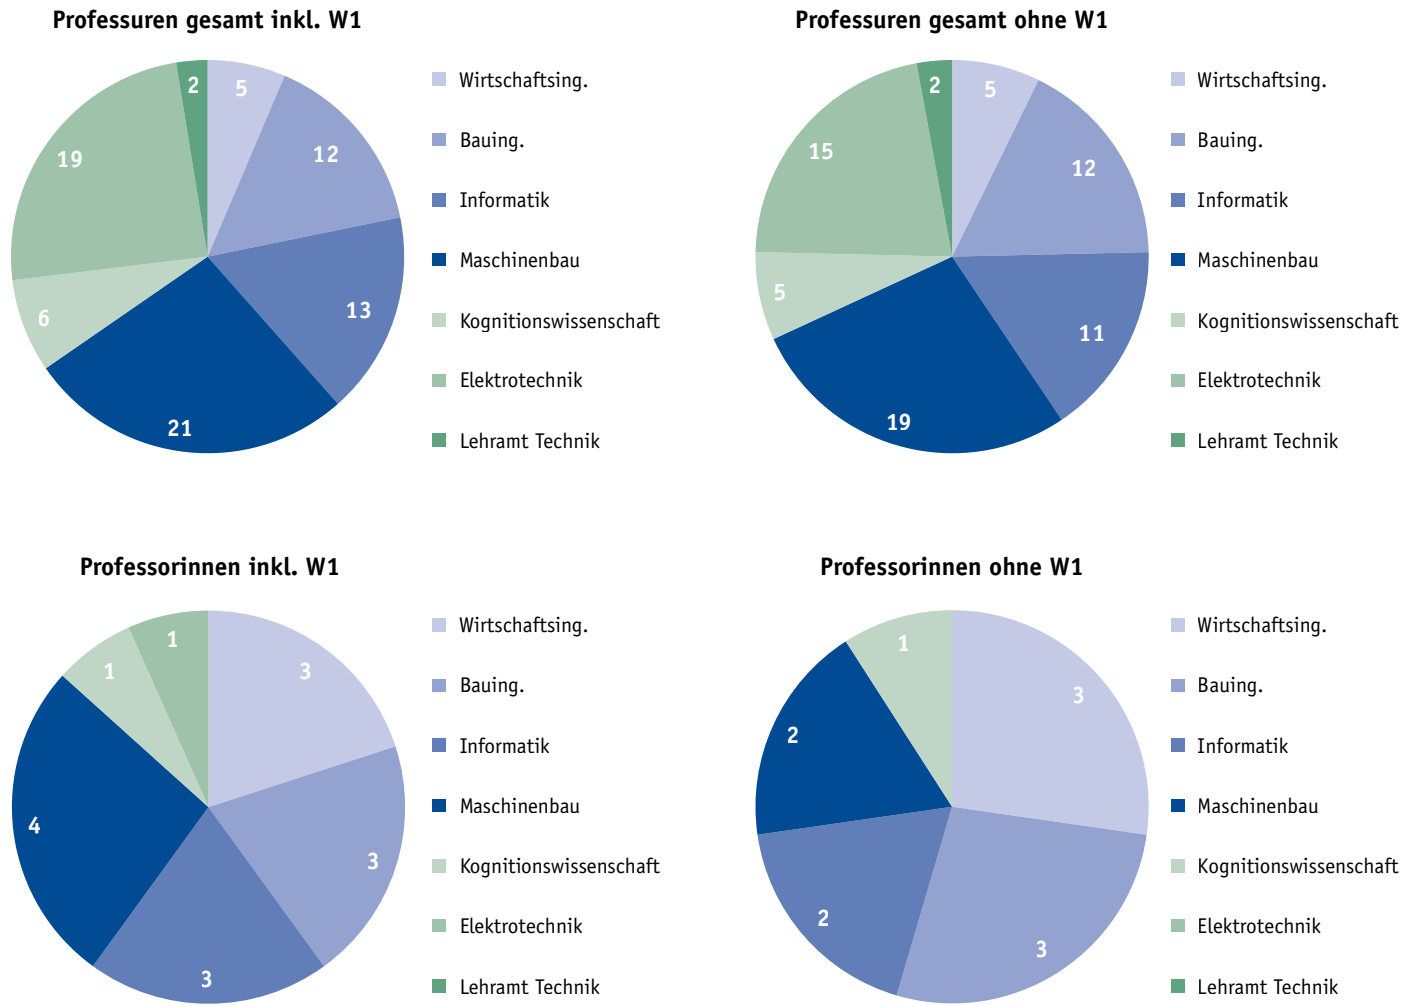 Professuren gesamt inkl. W1
2
5
12
19
13
6
21
Wirtschaftsing.
Bauing.
Informatik
Maschinenbau
Kognitionswissenschaft
Elektrotechnik
Lehramt Technik
Professuren gesamt ohne W1
2
5
15
12
5
11
19
Wirtschaftsing.
Bauing.
Informatik
Maschinenbau
Kognitionswissenschaft
Elektrotechnik
Lehramt Technik
Professorinnen inkl. W1
1
1
3
4
3
3
Wirtschaftsing.
Bauing.
Informatik
Maschinenbau
Kognitionswissenschaft
Elektrotechnik
Lehramt Technik
Professorinnen ohne W1
1
3
2
2
3
Wirtschaftsing.
Bauing.
Informatik
Maschinenbau
Kognitionswissenschaft
Elektrotechnik
Lehramt Technik